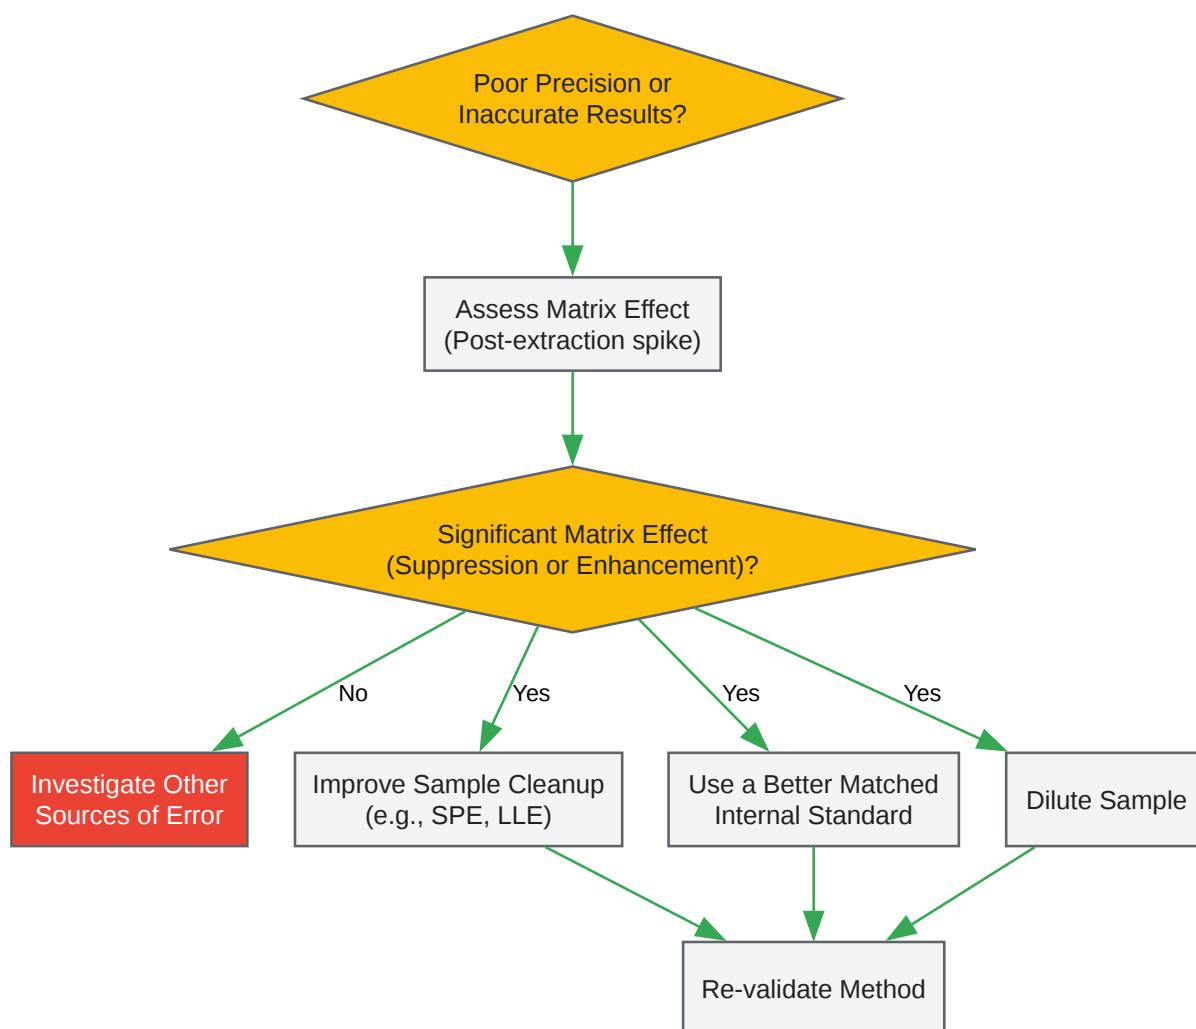 Poor Precision or
Inaccurate Results?
Assess Matrix Effect
(Post-extraction spike)
Significant Matrix Effect
(Suppression or Enhancement)?
No
Yes
Yes
Yes
Investigate Other
Sources of Error
Improve Sample Cleanup
(e.g., SPE, LLE)
Use a Better Matched
Internal Standard
Dilute Sample
Re-validate Method